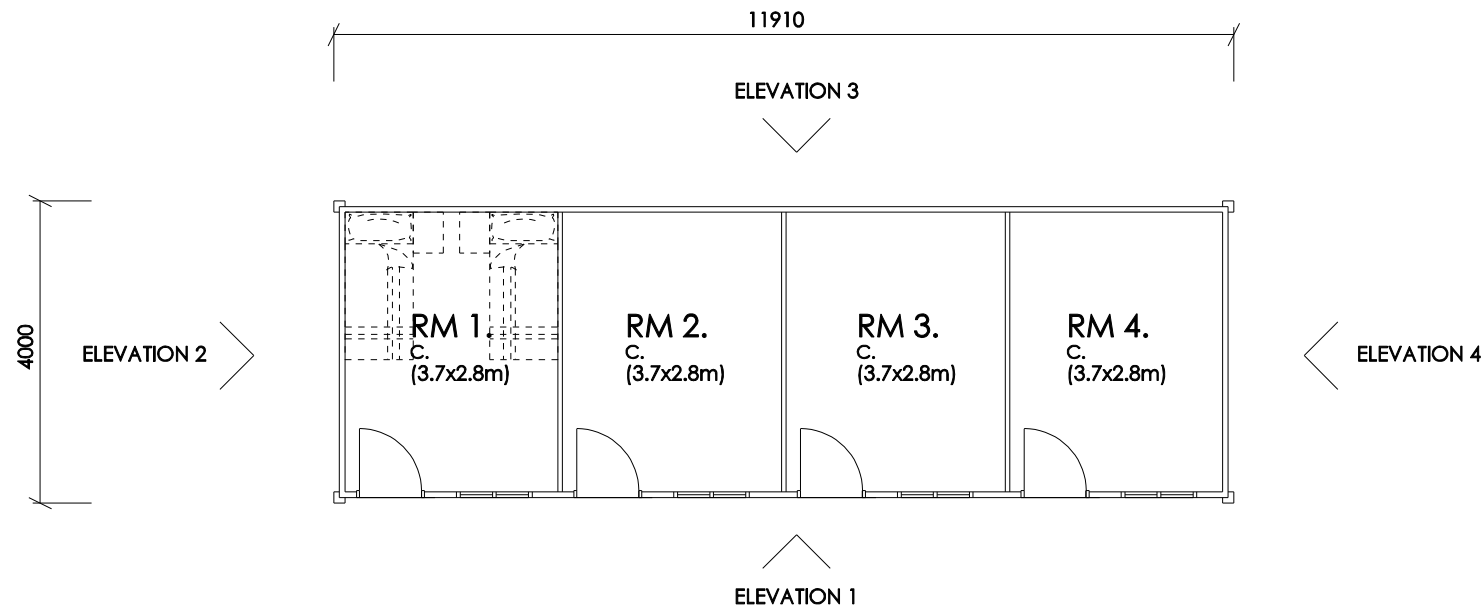 11910
ELEVATION 3
4000
ELEVATION 2
RM 1.
C.
(3.7x2.8m)
RM 2.
C.
(3.7x2.8m)
RM 3.
C.
(3.7x2.8m)
RM 4.
C.
(3.7x2.8m)
ELEVATION 4
ELEVATION 1